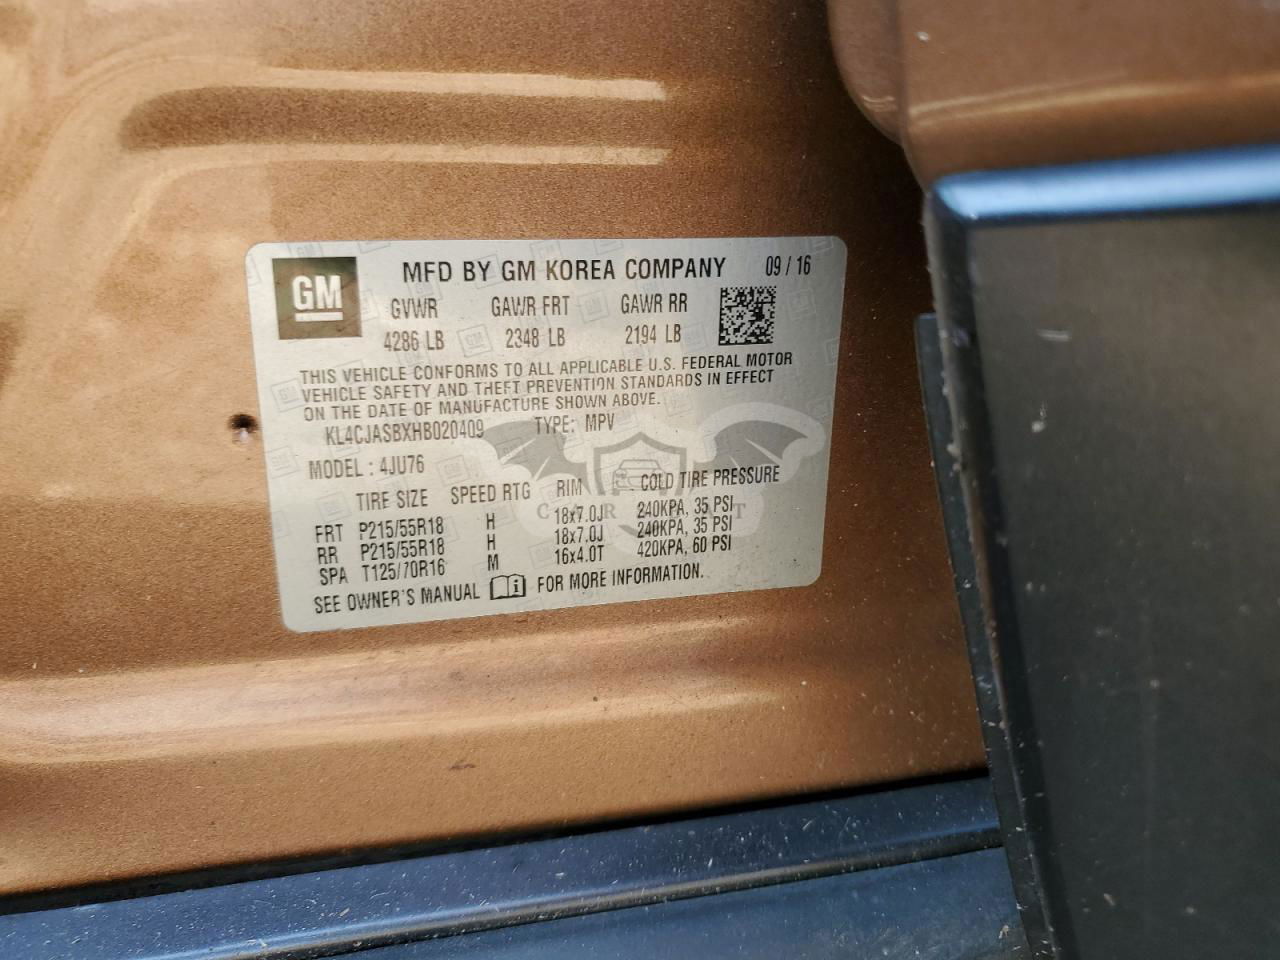 GM MFD BY GM KOREA COMPANY 09 / 16
GVWR GAWR FRT GAWR RR
4286 LB 2348 LB 2194 LB
THIS VEHICLE CONFORMS TO ALL APPLICABLE U.S. FEDERAL MOTOR
VEHICLE SAFETY AND THEFT PREVENTION STANDARDS IN EFFECT
ON THE DATE OF MANUFACTURE SHOWN ABOVE.
KL4CJASBXHB020409 TYPE: MPV
MODEL : 4JU76
TIRE SIZE SPEED RTG RIM COLD TIRE PRESSURE
FRT P215/55R18 H 18x7.0J 240KPA, 35 PSI
RR P215/55R18 H 18x7.0J 240KPA, 35 PSI
SPA T125/70R16 M 16x4.0T 420KPA, 60 PSI
SEE OWNER'S MANUAL FOR MORE INFORMATION.